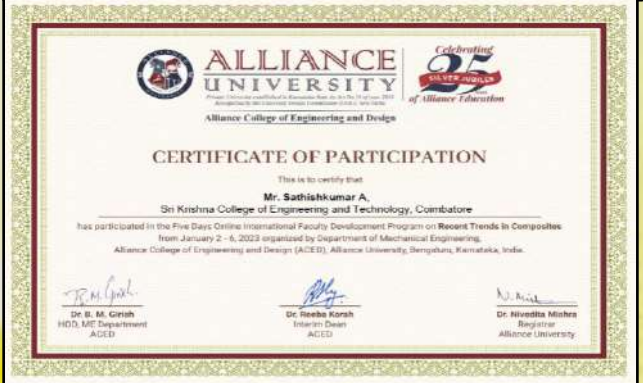 ALLIANCE
UNIVERSITY
Alliance College of Engineering and Design
Celebrating
25
SILVER JUBILEE
of Alliance Education
CERTIFICATE OF PARTICIPATION
This is to certify that
Mr. Sathishkumar A,
Sri Krishna College of Engineering and Technology, Coimbatore
has participated in the Five Days Online International Faculty Development Program on Recent Trends in Composites
from January 2 - 6, 2023 organized by Department of Mechanical Engineering,
Alliance College of Engineering and Design (ACED), Alliance University, Bengaluru, Karnataka, India.
Dr. B. M. Girish
HOD, ME Department
ACED
Dr. Reeba Korah
Interim Dean
ACED
Dr. Nivedita Mishra
Registrar
Alliance University